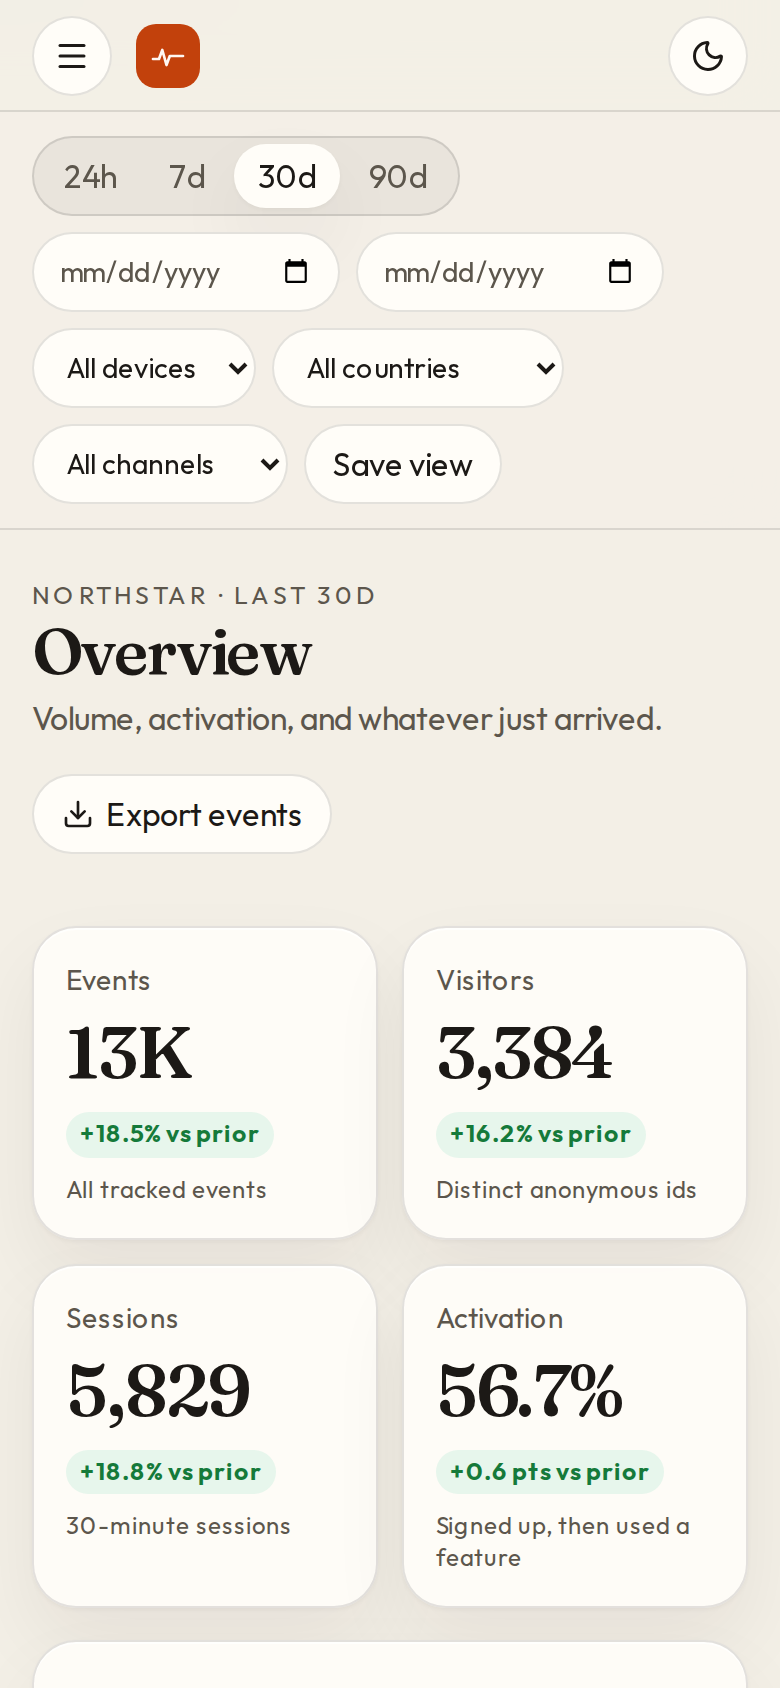 24h 7d 30d 90d
mm/dd/yyyy mm/dd/yyyy
All devices All countries
All channels Save view
NORTHSTAR · LAST 30D
Overview
Volume, activation, and whatever just arrived.
Export events
Events
13K
+18.5% vs prior
All tracked events
Visitors
3,384
+16.2% vs prior
Distinct anonymous ids
Sessions
5,829
+18.8% vs prior
30-minute sessions
Activation
56.7%
+0.6 pts vs prior
Signed up, then used a
feature